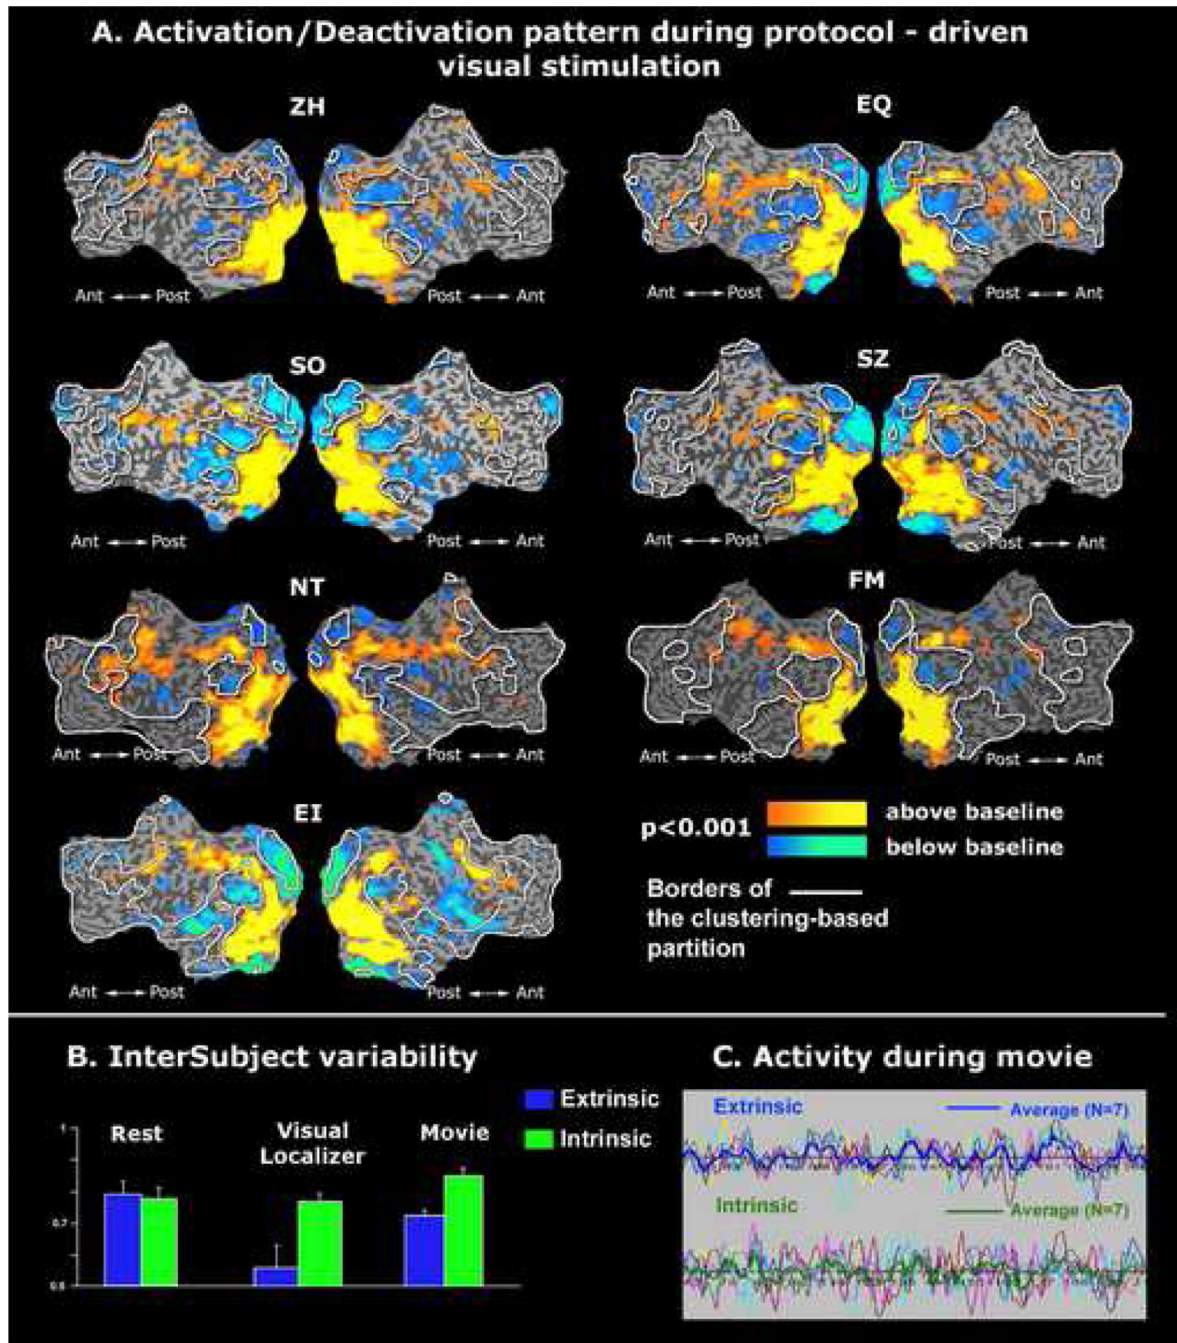 A. Activation/Deactivation pattern during protocol - driven
visual stimulation
ZH
EQ
Ant Post
Post Ant
Ant Post
Post Ant
SO
SZ
Ant Post
Post Ant
Ant Post
Post Ant
NT
FM
Ant Post
Post Ant
Ant Post
Post Ant
EI
p<0.001
above baseline
below baseline
Borders of
the clustering-based
partition
Ant Post
Post Ant
B. InterSubject variability
C. Activity during movie
Extrinsic
Intrinsic
Rest
Visual
Localizer
Movie
1
0.7
Extrinsic
Average (N=7)
Intrinsic
Average (N=7)